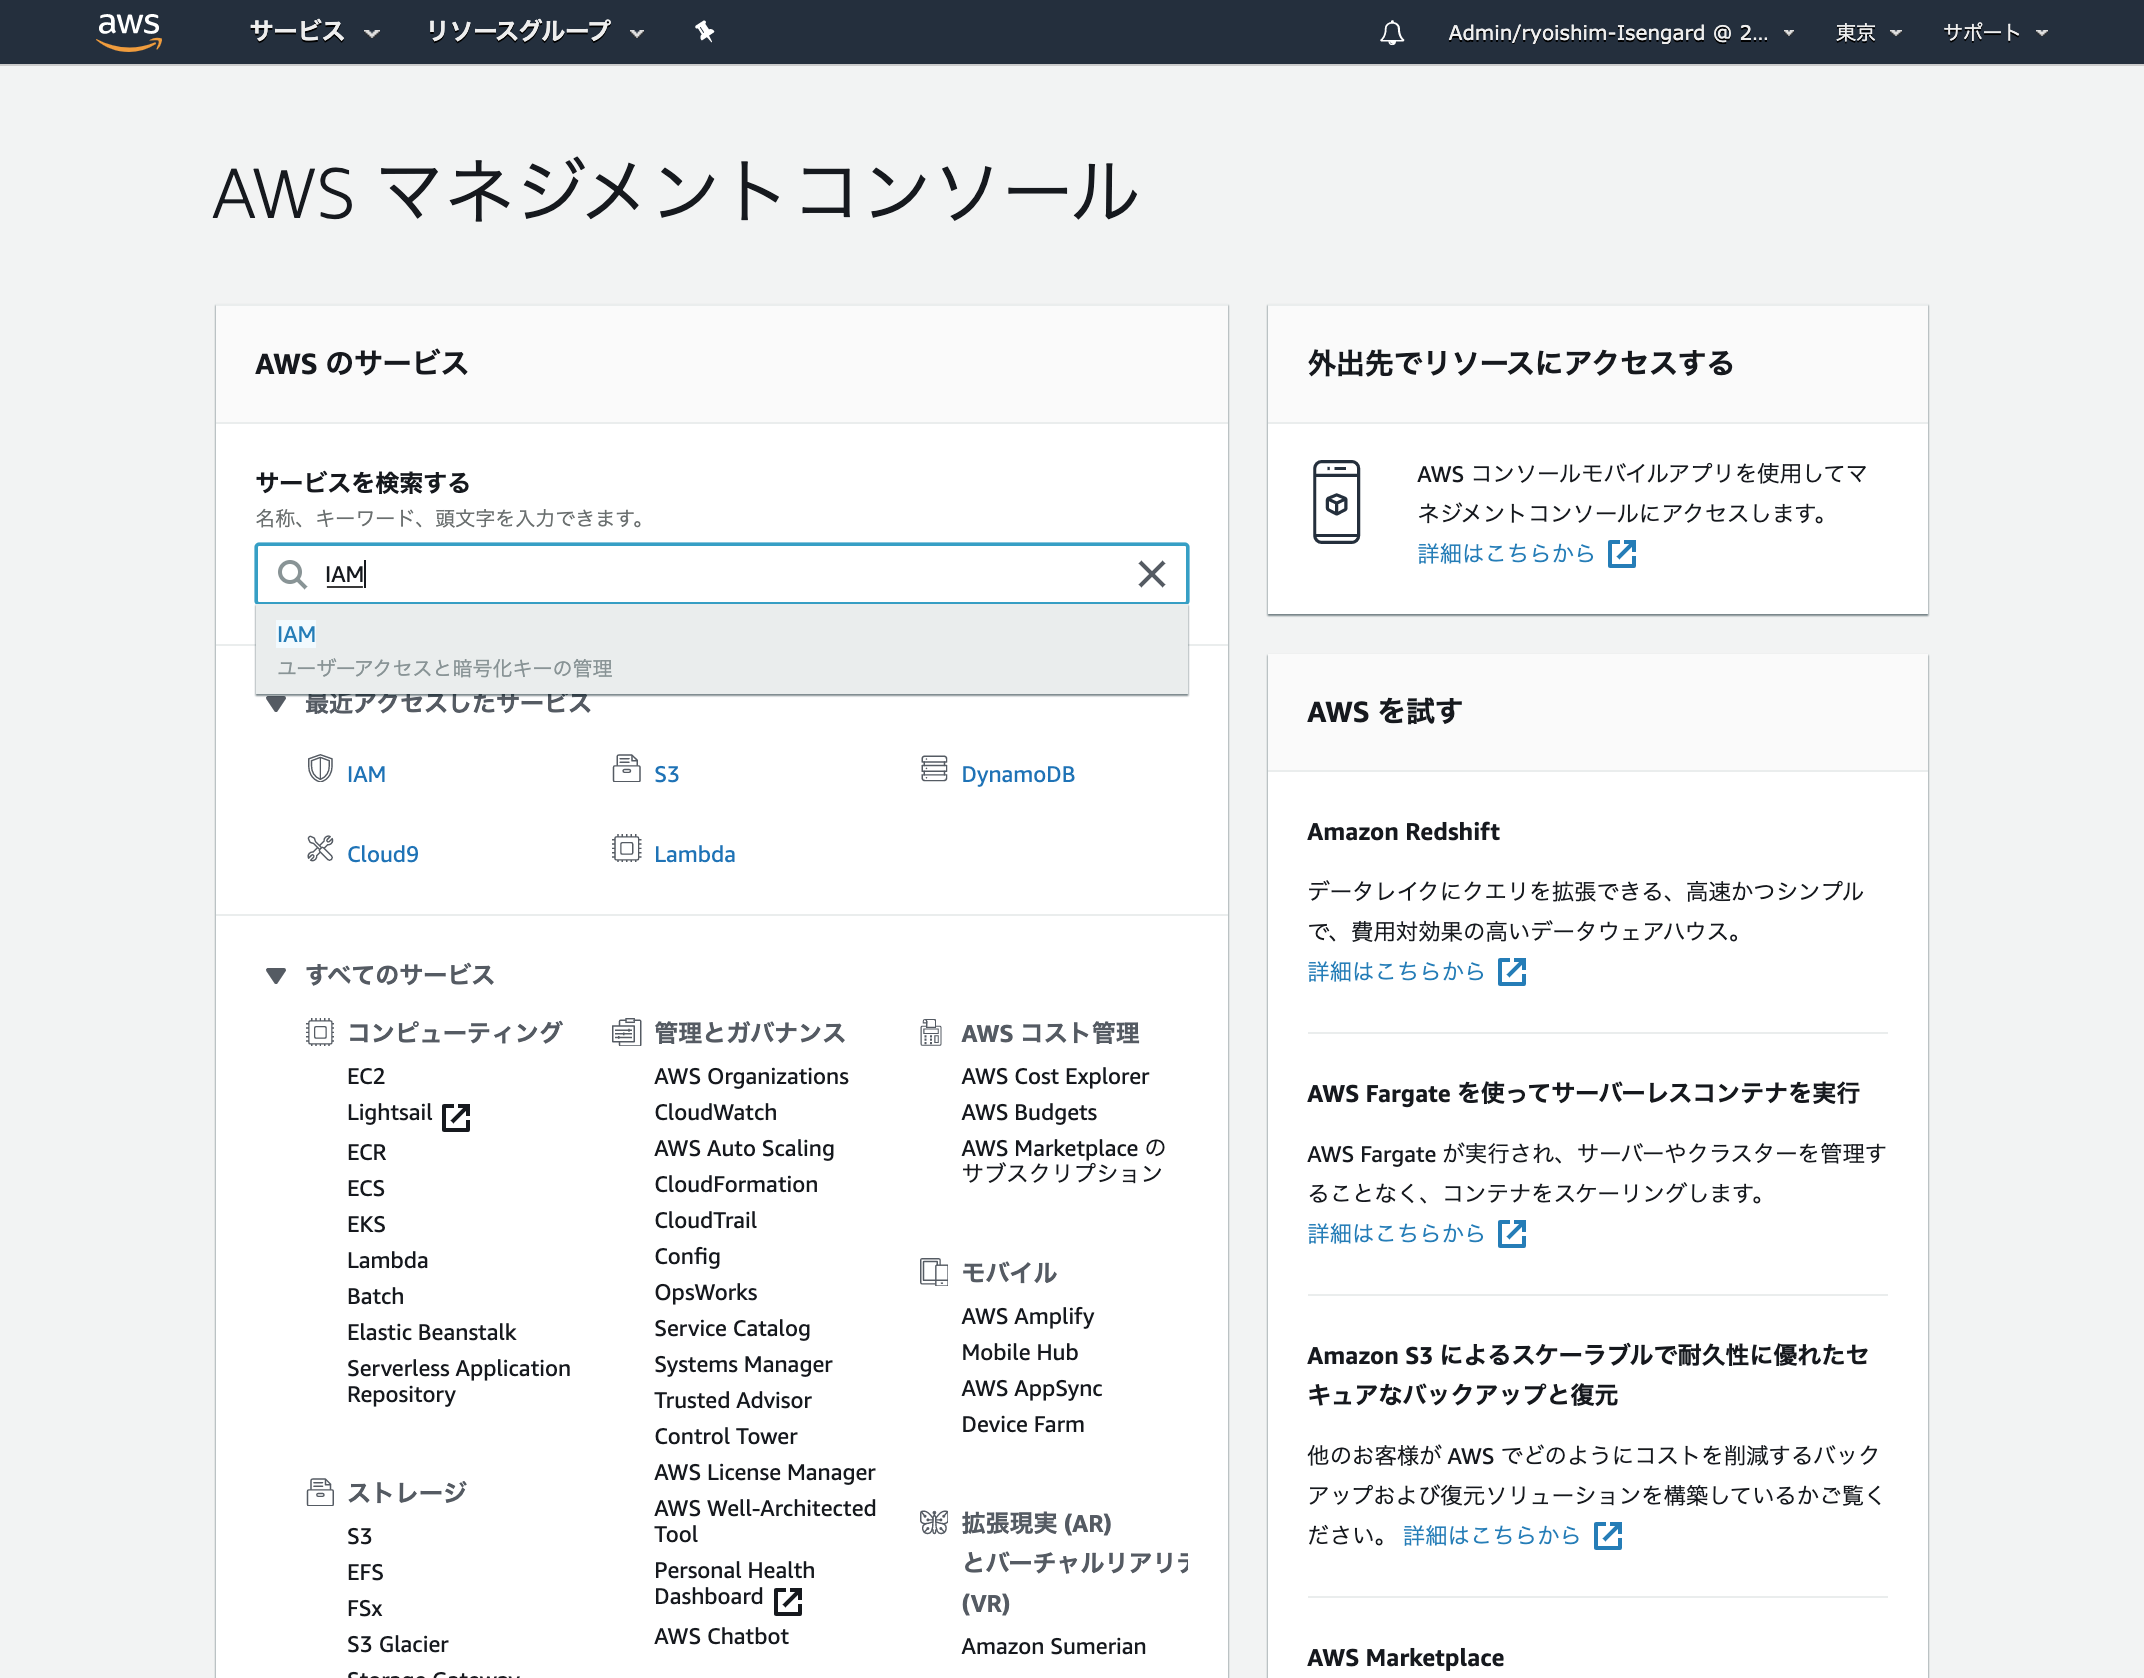 aws サービス リソースグループ Admin/ryoishim-Isengard @ 2... 東京 サポート
AWS マネジメントコンソール
AWS のサービス
サービスを検索する
名称、キーワード、頭文字を入力できます。
IAM
IAM
ユーザーアクセスと暗号化キーの管理
最近アクセスしたサービス
IAM S3 DynamoDB
Cloud9 Lambda
すべてのサービス
コンピューティング
EC2
Lightsail
ECR
ECS
EKS
Lambda
Batch
Elastic Beanstalk
Serverless Application
Repository
ストレージ
S3
EFS
FSx
S3 Glacier
Storage Gateway
管理とガバナンス
AWS Organizations
CloudWatch
AWS Auto Scaling
CloudFormation
CloudTrail
Config
OpsWorks
Service Catalog
Systems Manager
Trusted Advisor
Control Tower
AWS License Manager
AWS Well-Architected
Tool
Personal Health
Dashboard
AWS Chatbot
AWS コスト管理
AWS Cost Explorer
AWS Budgets
AWS Marketplace の
サブスクリプション
モバイル
AWS Amplify
Mobile Hub
AWS AppSync
Device Farm
拡張現実 (AR)
とバーチャルリアリテ
(VR)
Amazon Sumerian
外出先でリソースにアクセスする
AWS コンソールモバイルアプリを使用してマ
ネジメントコンソールにアクセスします。
詳細はこちらから
AWS を試す
Amazon Redshift
データレイクにクエリを拡張できる、高速かつシンプル
で、費用対効果の高いデータウェアハウス。
詳細はこちらから
AWS Fargate を使ってサーバーレスコンテナを実行
AWS Fargate が実行され、サーバーやクラスターを管理す
ることなく、コンテナをスケーリングします。
詳細はこちらから
Amazon S3 によるスケーラブルで耐久性に優れたセ
キュアなバックアップと復元
他のお客様が AWS でどのようにコストを削減するバック
アップおよび復元ソリューションを構築しているかご覧く
ださい。 詳細はこちらから
AWS Marketplace